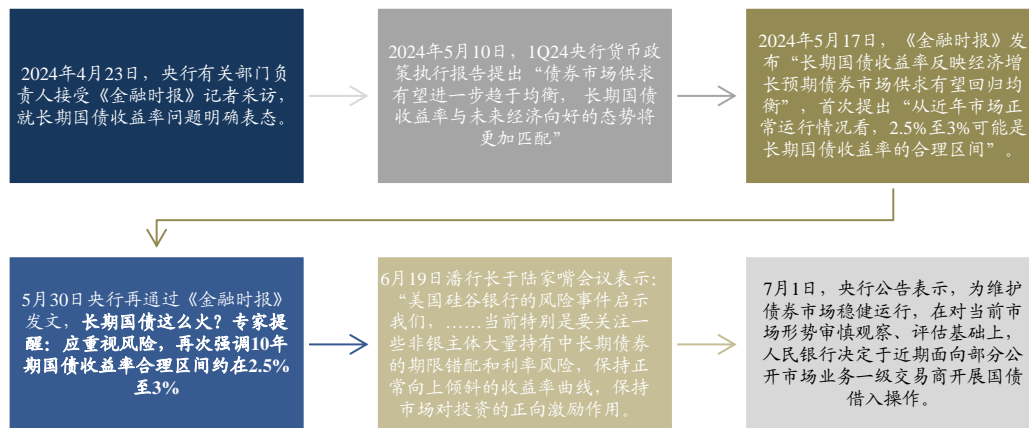 2024年4月23日，央行有关部门负
责人接受《金融时报》记者采访，
就长期国债收益率问题明确表态。
2024年5月10日，1Q24央行货币政
策执行报告提出“债券市场供求
有望进一步趋于均衡， 长期国债
收益率与未来经济向好的态势将
更加匹配”
2024年5月17日，《金融时报》发
布“长期国债收益率反映经济增
长预期债券市场供求有望回归均
衡”，首次提出“从近年市场正
常运行情况看，2.5%至3%可能是
长期国债收益率的合理区间”。
5月30日央行再通过《金融时报》
发文，长期国债这么火？专家提
醒：应重视风险，再次强调10年
期国债收益率合理区间约在2.5%
至3%
6月19日潘行长于陆家嘴会议表示：
“美国硅谷银行的风险事件启示
我们，……当前特别是要关注一
些非银主体大量持有中长期债券
的期限错配和利率风险，保持正
常向上倾斜的收益率曲线，保持
市场对投资的正向激励作用。
7月1日，央行公告表示，为维护
债券市场稳健运行，在对当前市
场形势审慎观察、评估基础上，
人民银行决定于近期面向部分公
开市场业务一级交易商开展国债
借入操作。